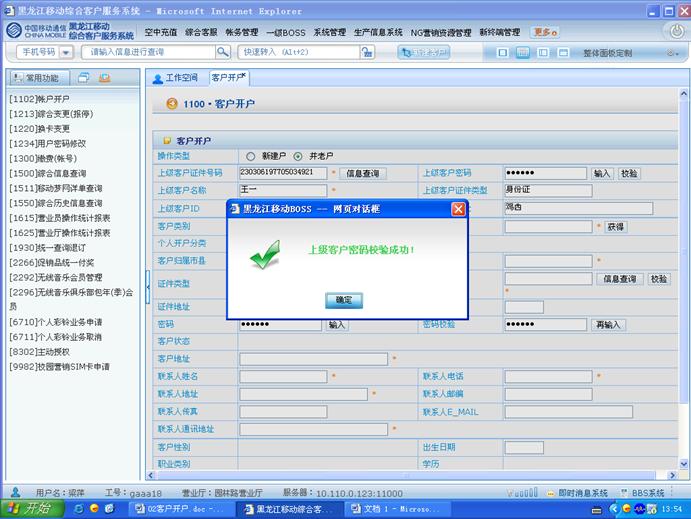 黑龙江移动综合客户服务系统 - Microsoft Internet Explorer
中国移动通信 CHINA MOBILE 黑龙江移动 综合客户服务系统 空中充值 综合客服 帐务管理 一级BOSS 系统管理 生产信息系统 NG营销资源管理 新终端管理 更多
手机号码 请输入信息进行查询 快速转入 (Alt+2) 新建客户 整体面板定制
常用功能 工作空间 客户开户
[1102]帐户开户
[1213]综合变更(报停)
[1220]换卡变更
[1234]用户密码修改
[1300]缴费(帐号)
[1500]综合信息查询
[1511]移动梦网详单查询
[1550]综合历史信息查询
[1615]营业员操作统计报表
[1625]营业厅操作统计报表
[1930]统一查询退订
[2266]促销品统一付奖
[2292]无线音乐会员管理
[2296]无线音乐俱乐部包年(季)会
员
[6710]个人彩铃业务申请
[6711]个人彩铃业务取消
[8302]主动授权
[9982]校园营销SIM卡申请
1100·客户开户
客户开户
操作类型 新建户 并老户
上级客户证件号码 230306197705034921 * 信息查询 上级客户密码 ●●●●●● 输入 校验
上级客户名称 王一 * 上级客户证件类型 身份证
上级客户ID 鸡西
客户类别 * 获得
个人开户分类
客户归属市县 *
证件类型 信息查询 校验
*
证件地址
密码 ●●●●●● 输入 密码校验 ●●●●●● 再输入
客户状态
客户地址 *
联系人姓名 * 联系人电话 *
联系人地址 * 联系人邮编
联系人传真 联系人E_MAIL
联系人通讯地址 *
客户性别 出生日期
职业类别 学历
黑龙江移动BOSS -- 网页对话框
上级客户密码校验成功！
确定
用户名：梁萍 工号：gaaa18 营业厅：园林路营业厅 服务器：10.110.0.123:11000 即时消息系统 BBS系统
开始 02客户开户.doc -... 黑龙江移动综合客... 文档 1 - Microso... 13:54